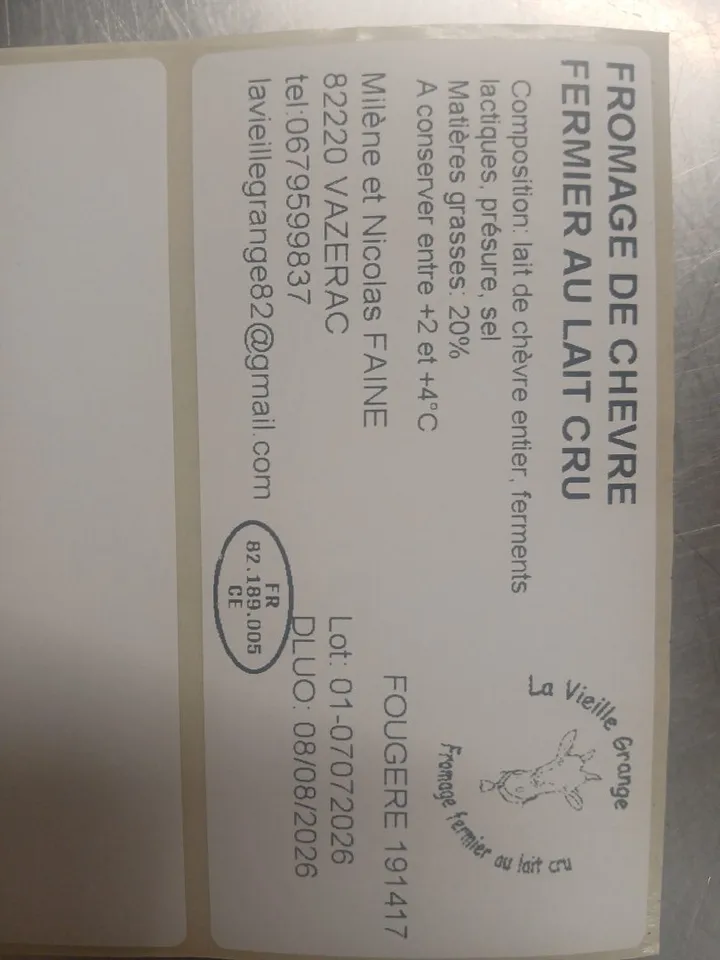 FROMAGE DE CHEVRE
FERMIER AU LAIT CRU
Composition: lait de chèvre entier, ferments
lactiques, présure, sel
Matières grasses: 20%
A conserver entre +2 et +4°C
Milène et Nicolas FAINE
82220 VAZERAC
tel:0679599837
lavieillegrange82@gmail.com
La Vieille Grange
Fromage fermier au lait
FOUGERE 191417
Lot: 01-07072026
DLUO: 08/08/2026
FR
82.189.005
CE